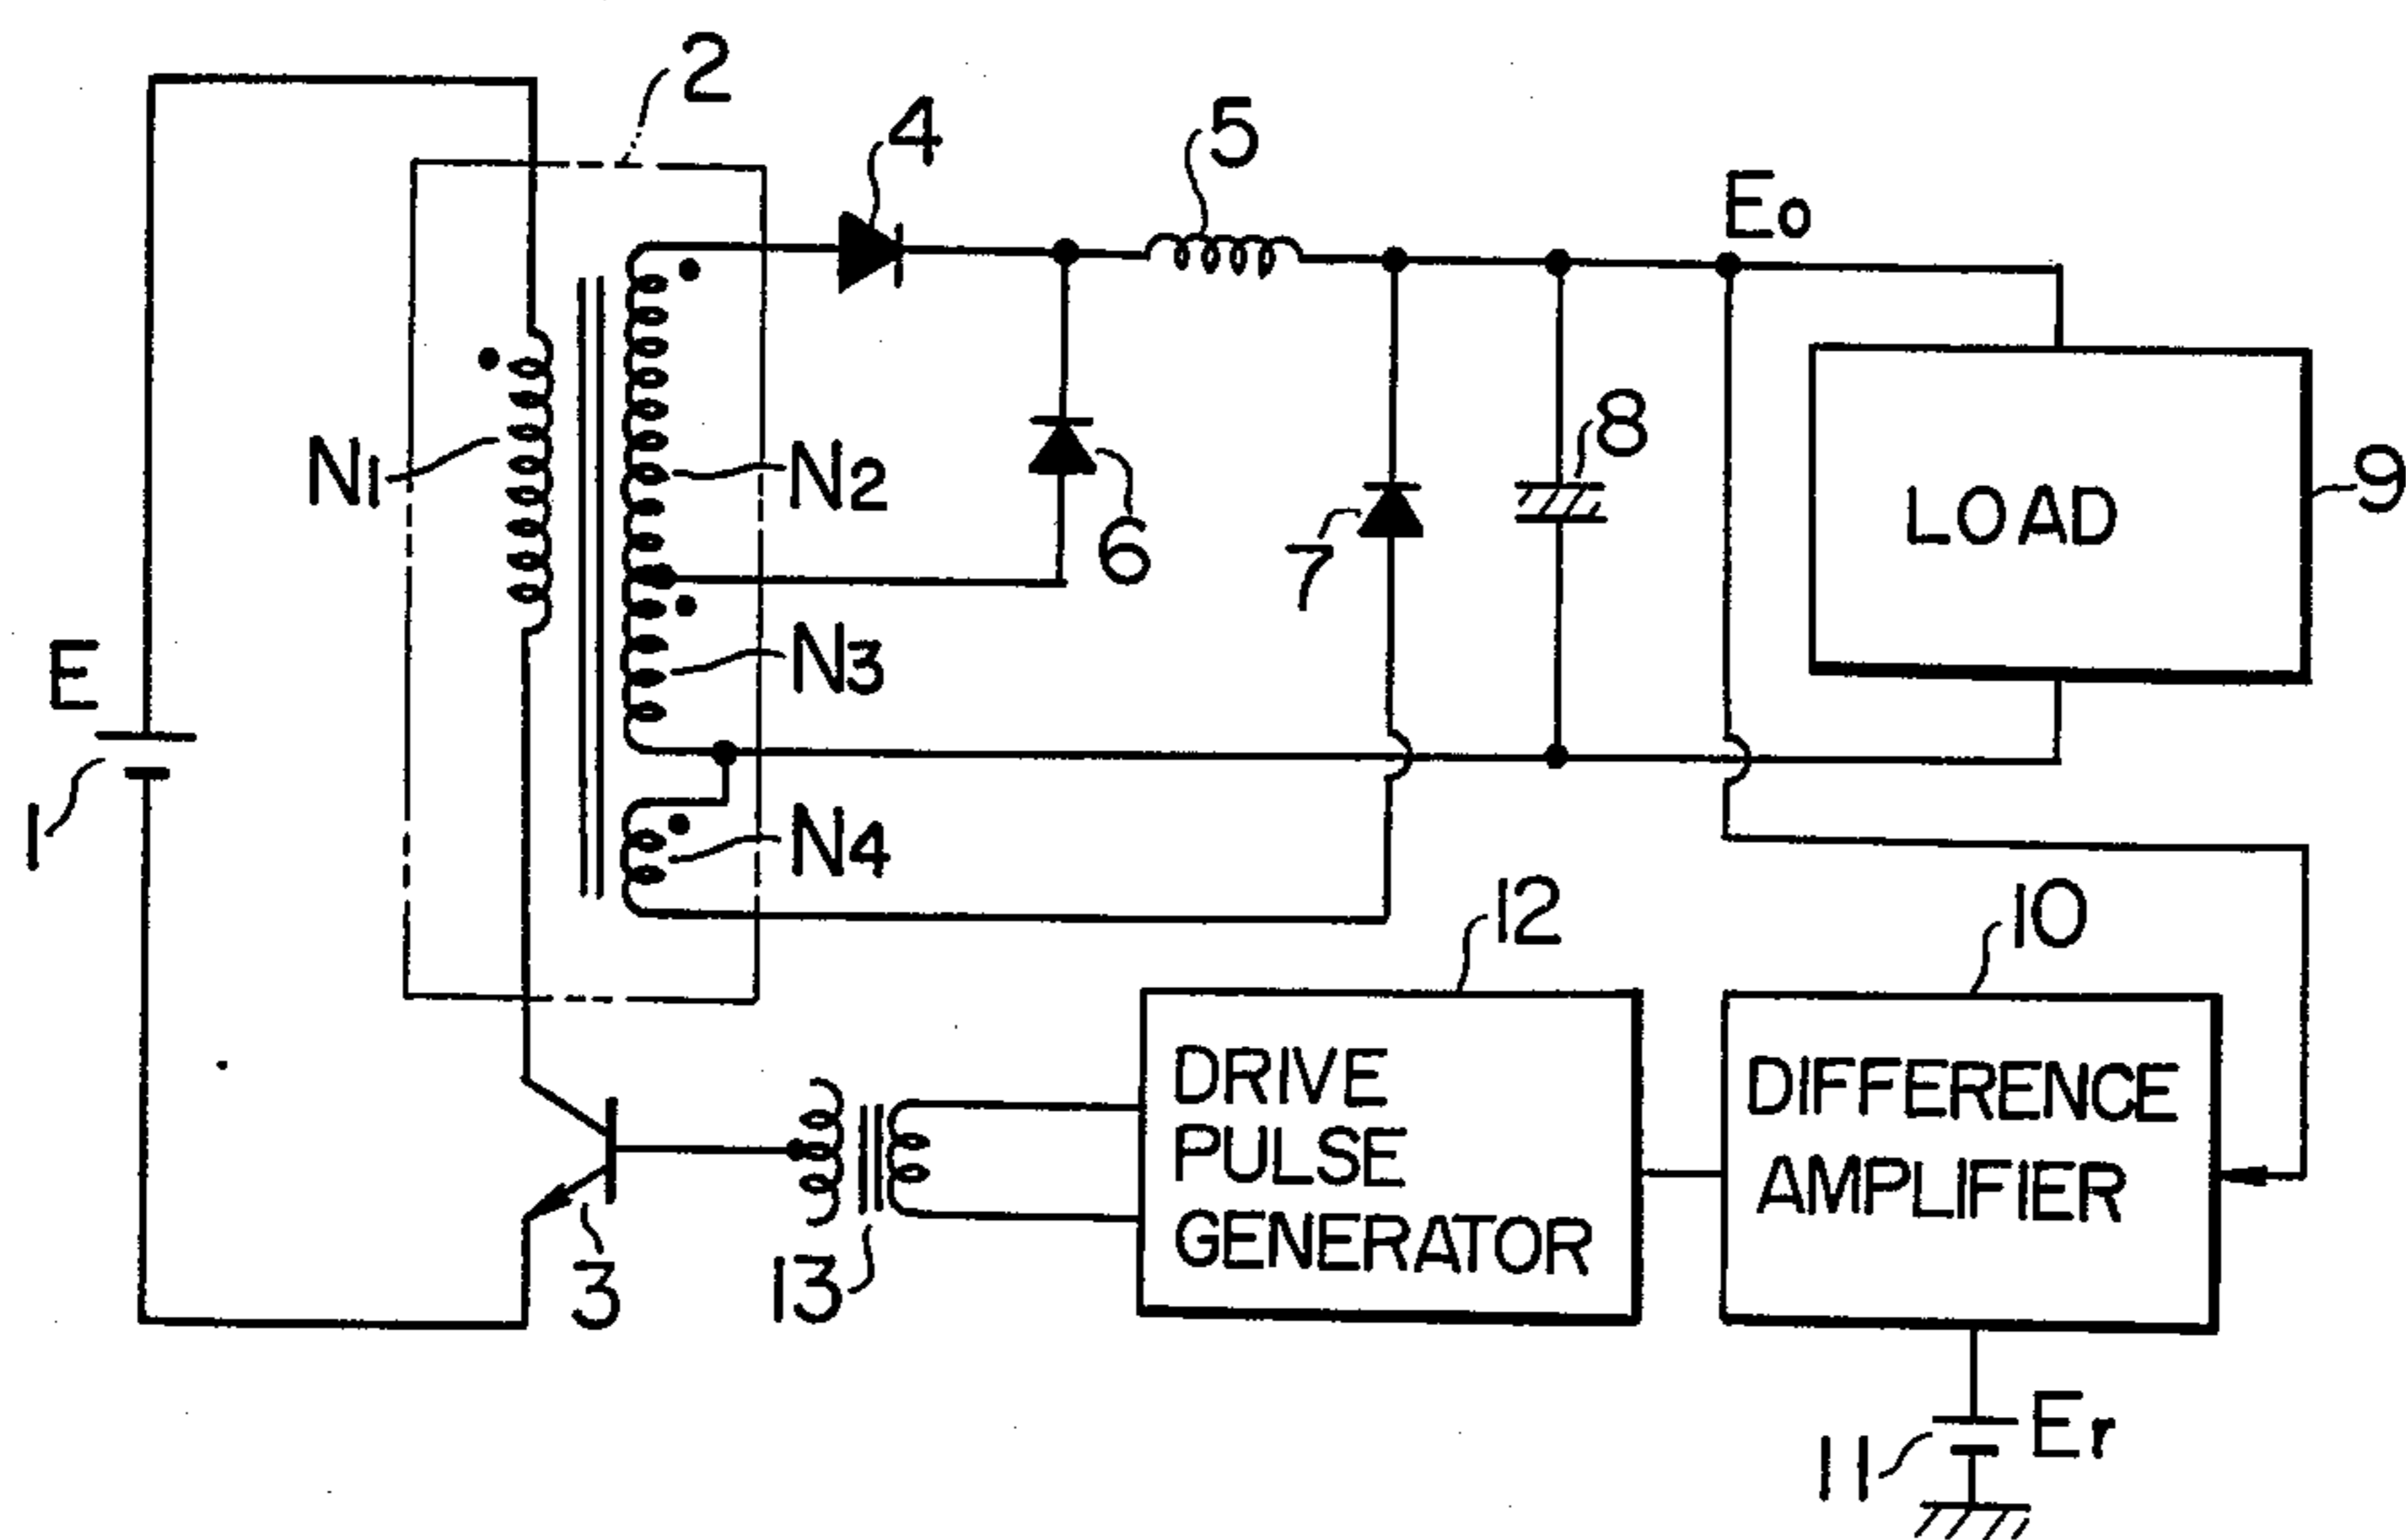 2
4
5
Eo
N1
N2
6
7
8
LOAD
9
E
N3
1
N4
12
10
DRIVE
PULSE
GENERATOR
DIFFERENCE
AMPLIFIER
3
13
11
Er